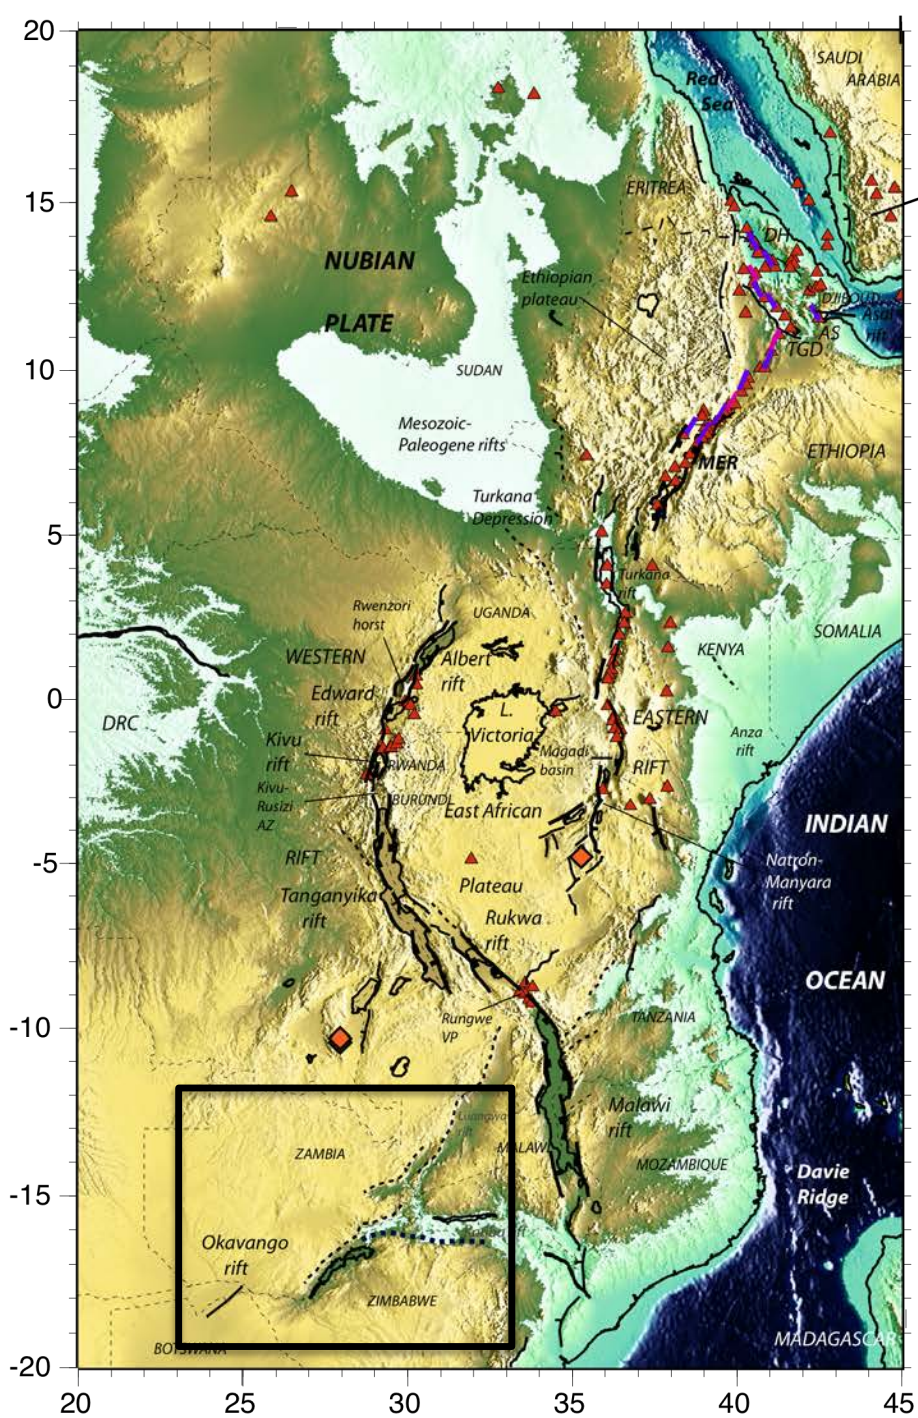 20
15
10
5
0
-5
-10
-15
-20
20
25
30
35
40
45
Red
Sea
SAUDI
ARABIA
ERITREA
DH
NUBIAN
PLATE
Ethiopian
plateau
DJIBOUTI
Asal
rift
AS
TGD
SUDAN
Mesozoic-
Paleogene rifts
ETHIOPIA
MER
Turkana
Depression
Turkana
rift
Rwenzori
horst
UGANDA
WESTERN
Albert
rift
SOMALIA
KENYA
Edward
rift
DRC
L.
Victoria
EASTERN
Anza
rift
Kivu
rift
RWANDA
Magadi
basin
RIFT
Kivu-
Rusizi
AZ
BURUNDI
East African
INDIAN
RIFT
Natron-
Manyara
rift
Tanganyika
rift
Plateau
Rukwa
rift
OCEAN
Rungwe
VP
TANZANIA
Luangwa
rift
Malawi
rift
ZAMBIA
MALAWI
MOZAMBIQUE
Davie
Ridge
Okavango
rift
ZIMBABWE
BOTSWANA
MADAGASCAR